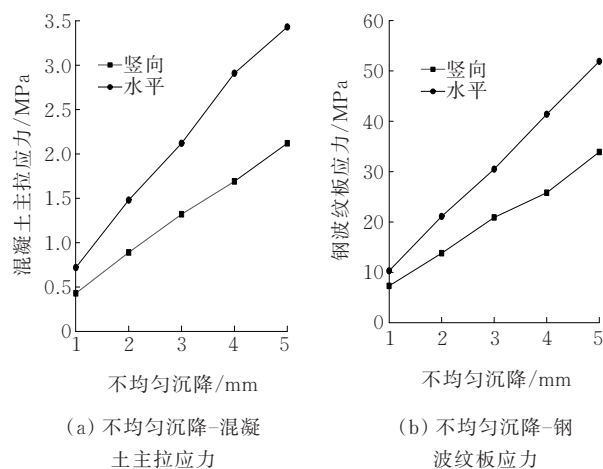 3.5
3.0
2.5
2.0
1.5
1.0
0.5
0
混凝土主拉应力/MPa
竖向
水平
1 2 3 4 5
不均匀沉降/mm
(a) 不均匀沉降-混凝
土主拉应力
60
50
40
30
20
10
0
钢波纹板应力/MPa
竖向
水平
1 2 3 4 5
不均匀沉降/mm
(b) 不均匀沉降-钢
波纹板应力